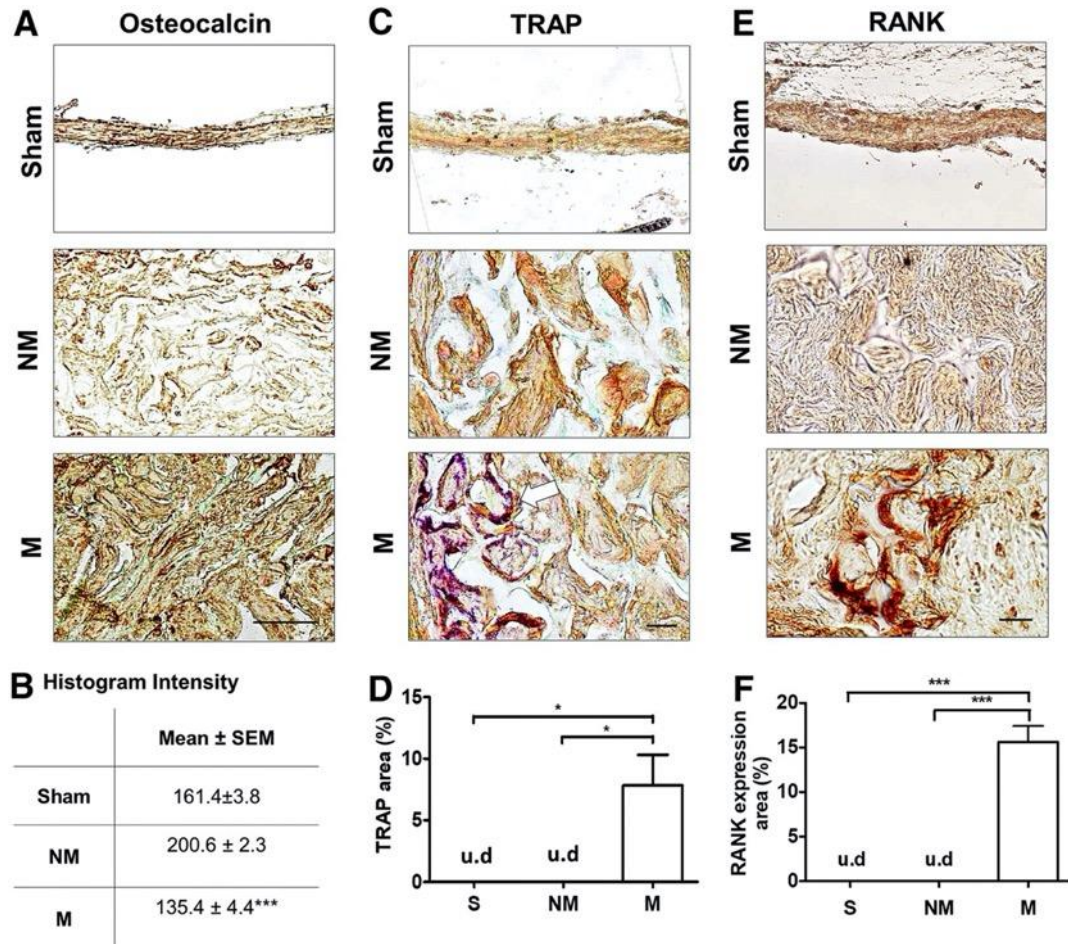 A Osteocalcin
C TRAP
E RANK
Sham
Sham
Sham
NM
NM
NM
M
M
M
B Histogram Intensity
Mean ± SEM
Sham 161.4±3.8
NM 200.6 ± 2.3
M 135.4 ± 4.4***
D
TRAP area (%)
15
10
5
0
*
*
u.d u.d
S NM M
F
RANK expression
area (%)
20
15
10
5
0
***
***
u.d u.d
S NM M